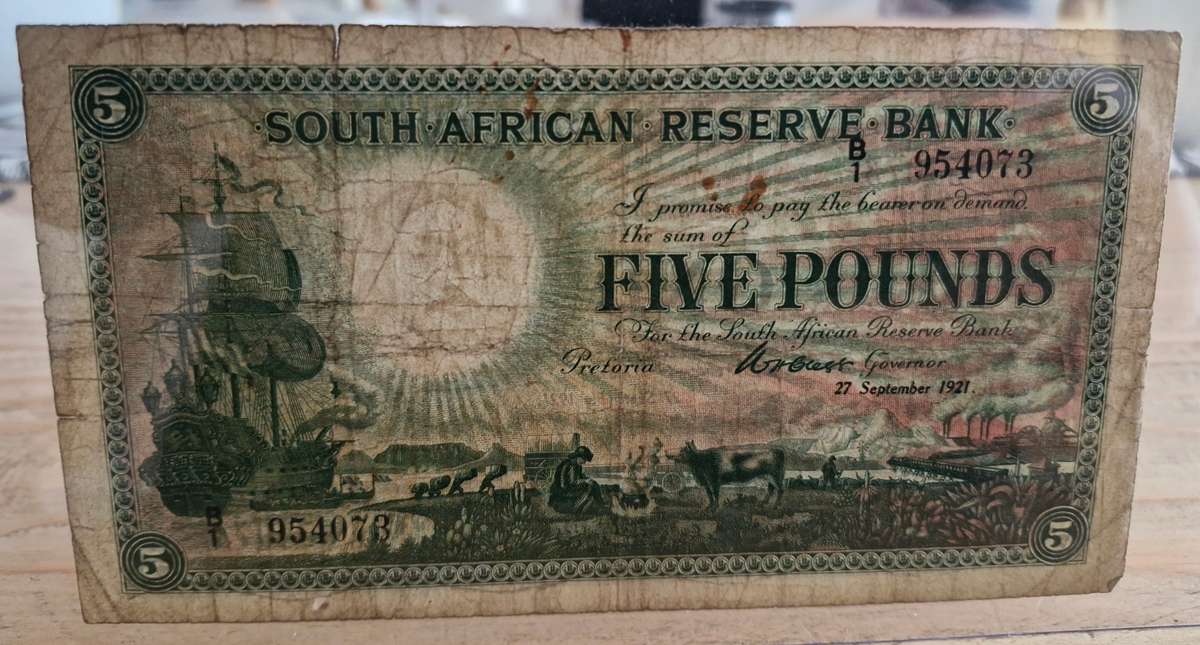 5 5
·SOUTH·AFRICAN·RESERVE·BANK·
B/1 954073
I promise to pay the bearer on demand
the sum of
FIVE POUNDS
For the South African Reserve Bank
Pretoria Governor
27 September 1921.
B/1 954073
5 5